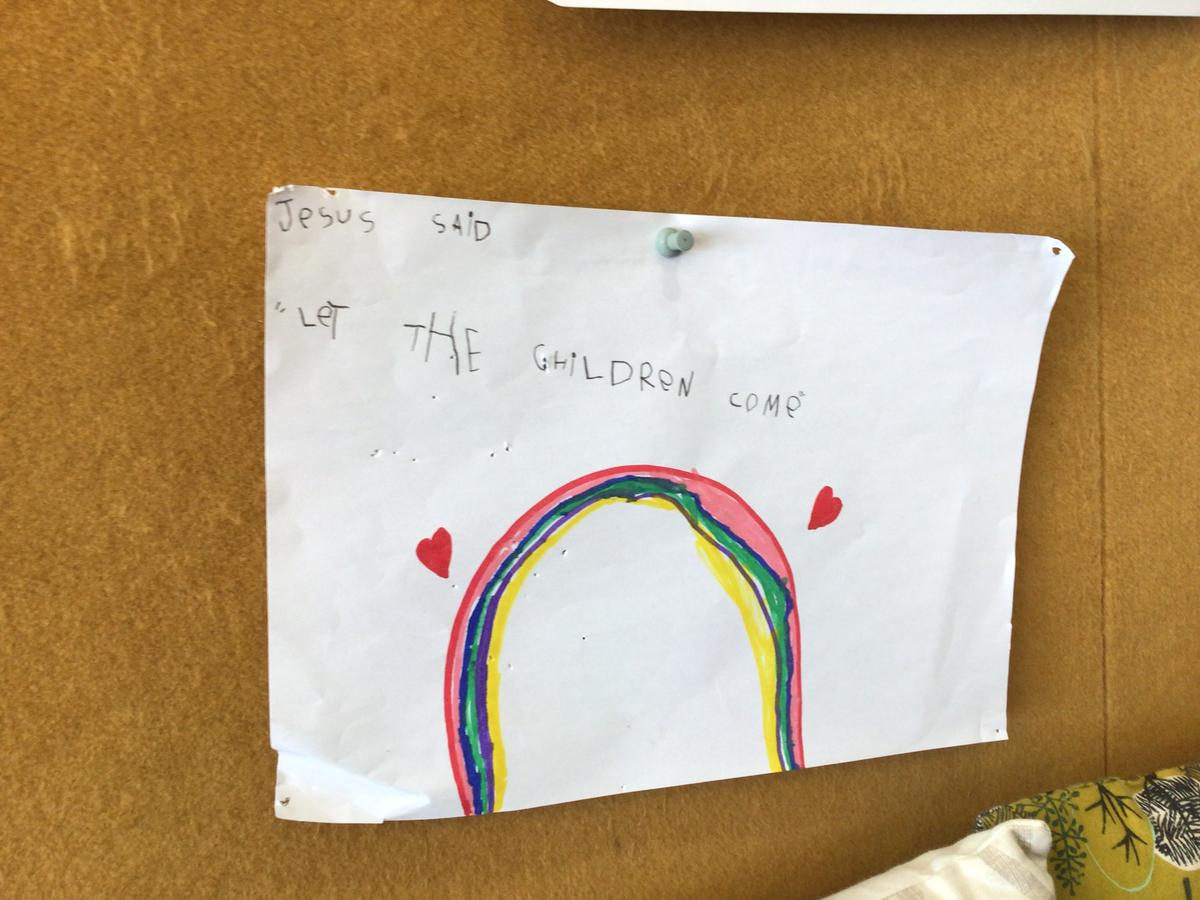 Jesus SAiD
"LeT THE CHiLDReN COMe"